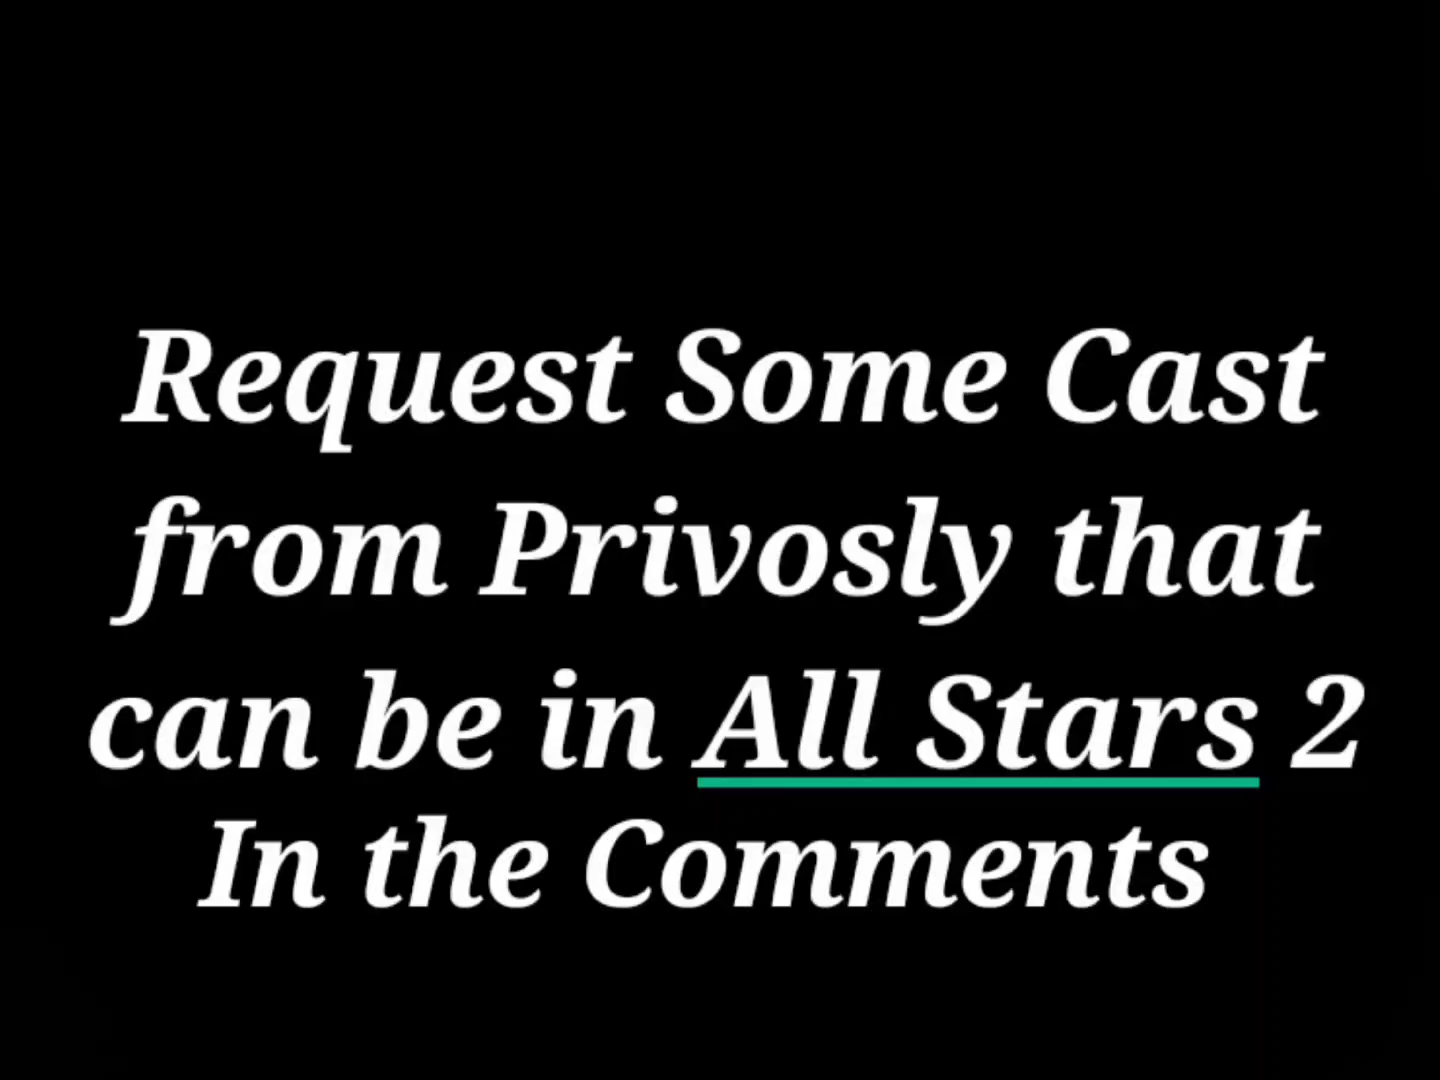 Request Some Cast
from Privosly that
can be in All Stars 2
In the Comments